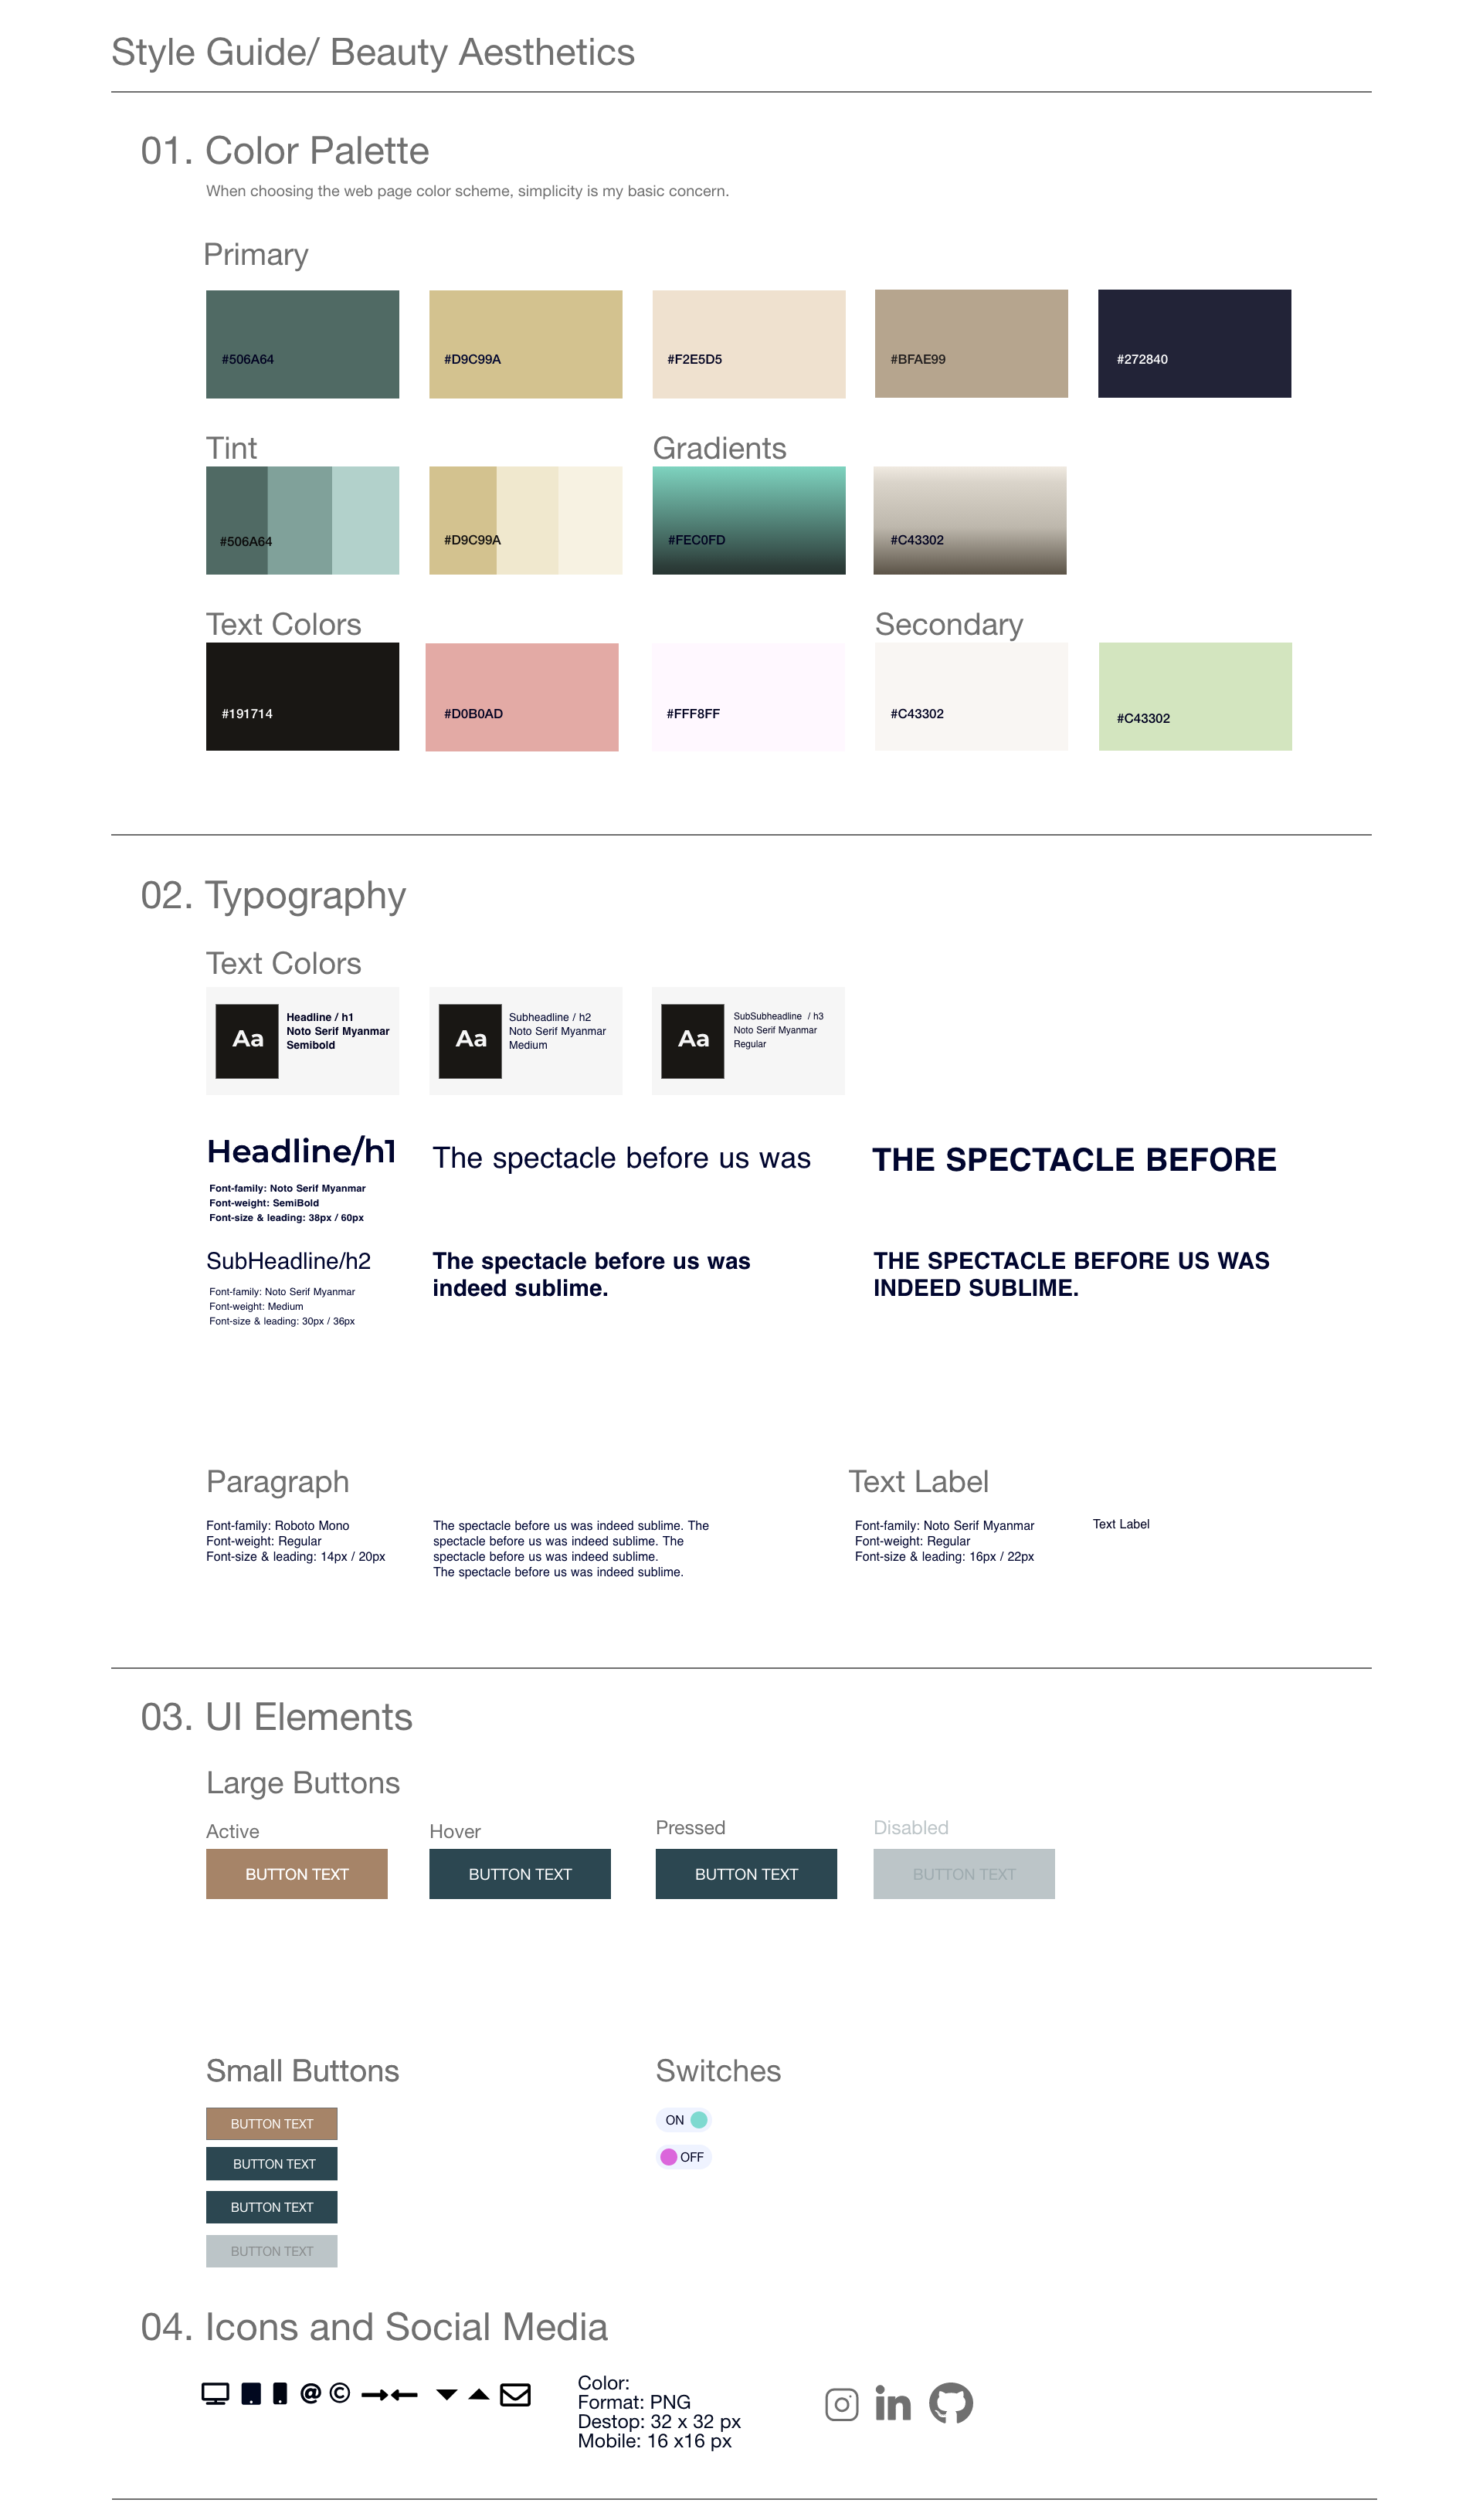 Style Guide/ Beauty Aesthetics
01. Color Palette
When choosing the web page color scheme, simplicity is my basic concern.
Primary
#506A64
#D9C99A
#F2E5D5
#BFAE99
#272840
Tint
Gradients
#506A64
#D9C99A
#FEC0FD
#C43302
Text Colors
Secondary
#191714
#D0B0AD
#FFF8FF
#C43302
#C43302
02. Typography
Text Colors
Aa
Headline / h1
Noto Serif Myanmar
Semibold
Aa
Subheadline / h2
Noto Serif Myanmar
Medium
Aa
SubSubheadline / h3
Noto Serif Myanmar
Regular
Headline/h1
Font-family: Noto Serif Myanmar
Font-weight: SemiBold
Font-size & leading: 38px / 60px
The spectacle before us was
THE SPECTACLE BEFORE
SubHeadline/h2
Font-family: Noto Serif Myanmar
Font-weight: Medium
Font-size & leading: 30px / 36px
The spectacle before us was
indeed sublime.
THE SPECTACLE BEFORE US WAS
INDEED SUBLIME.
Paragraph
Font-family: Roboto Mono
Font-weight: Regular
Font-size & leading: 14px / 20px
The spectacle before us was indeed sublime. The
spectacle before us was indeed sublime. The
spectacle before us was indeed sublime.
The spectacle before us was indeed sublime.
Text Label
Font-family: Noto Serif Myanmar
Font-weight: Regular
Font-size & leading: 16px / 22px
Text Label
03. UI Elements
Large Buttons
Active
Hover
Pressed
Disabled
BUTTON TEXT
BUTTON TEXT
BUTTON TEXT
BUTTON TEXT
Small Buttons
BUTTON TEXT
BUTTON TEXT
BUTTON TEXT
BUTTON TEXT
Switches
ON
OFF
04. Icons and Social Media
@ ©
Color:
Format: PNG
Destop: 32 x 32 px
Mobile: 16 x16 px
in